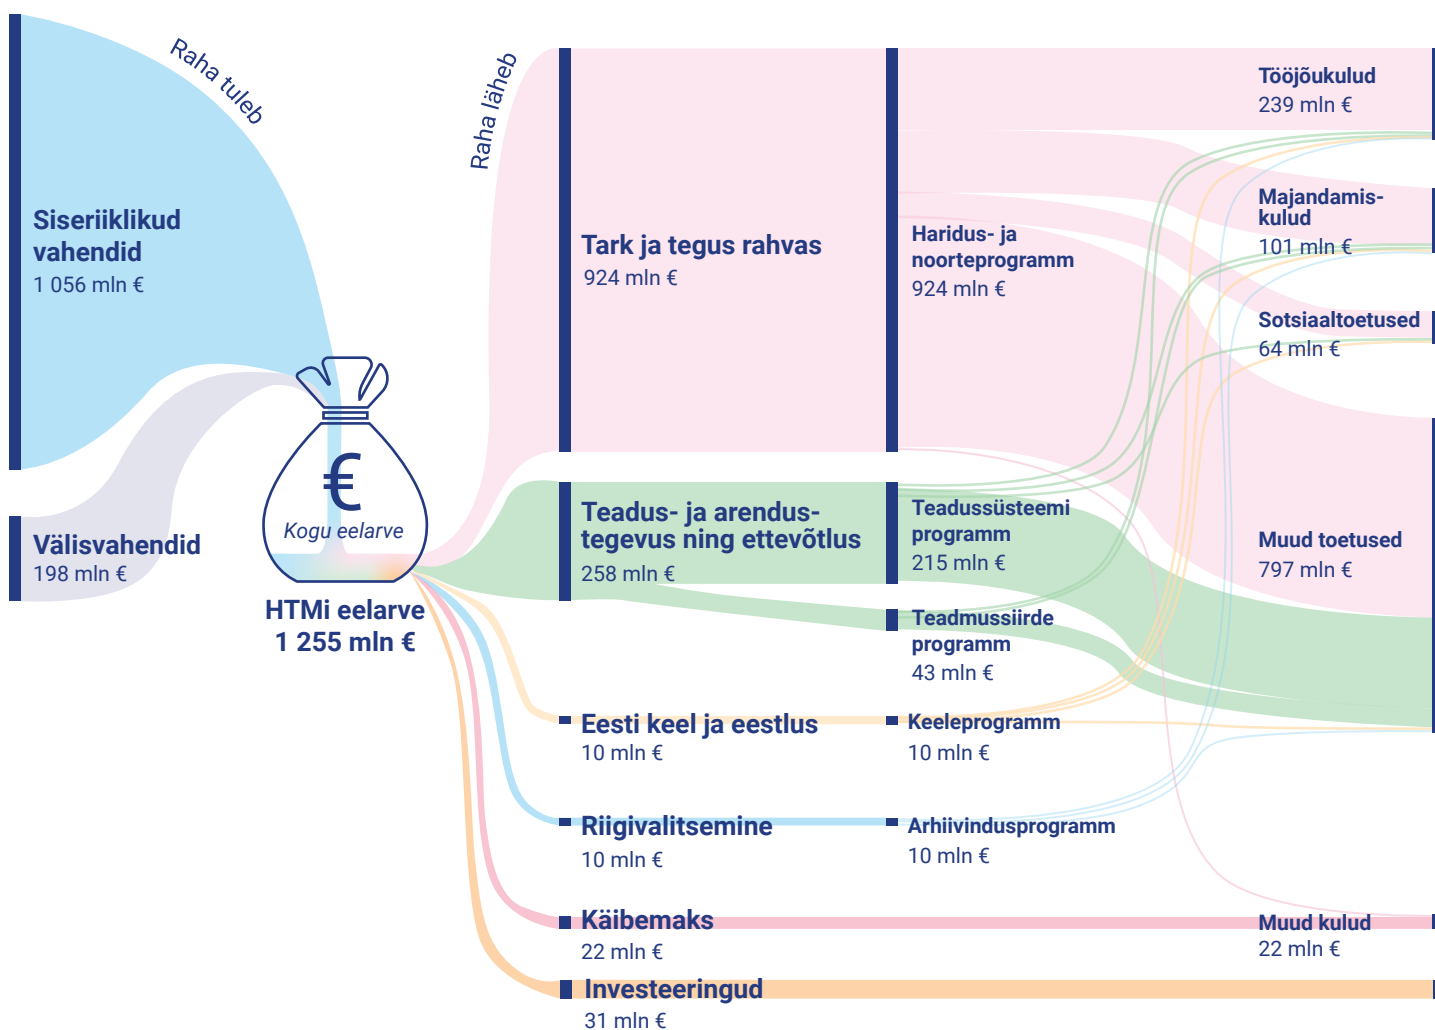 Raha tuleb
Siseriiklikud
vahendid
1 056 mln €
Välisvahendid
198 mln €
€
Kogu eelarve
HTMi eelarve
1 255 mln €
Raha läheb
Tark ja tegus rahvas
924 mln €
Teadus- ja arendus-
tegevus ning ettevõtlus
258 mln €
Eesti keel ja eestlus
10 mln €
Riigivalitsemine
10 mln €
Käibemaks
22 mln €
Investeeringud
31 mln €
Haridus- ja
noorteprogramm
924 mln €
Teadussüsteemi
programm
215 mln €
Teadmussiirde
programm
43 mln €
Keeleprogramm
10 mln €
Arhiivindusprogramm
10 mln €
Tööjõukulud
239 mln €
Majandamis-
kulud
101 mln €
Sotsiaaltoetused
64 mln €
Muud toetused
797 mln €
Muud kulud
22 mln €